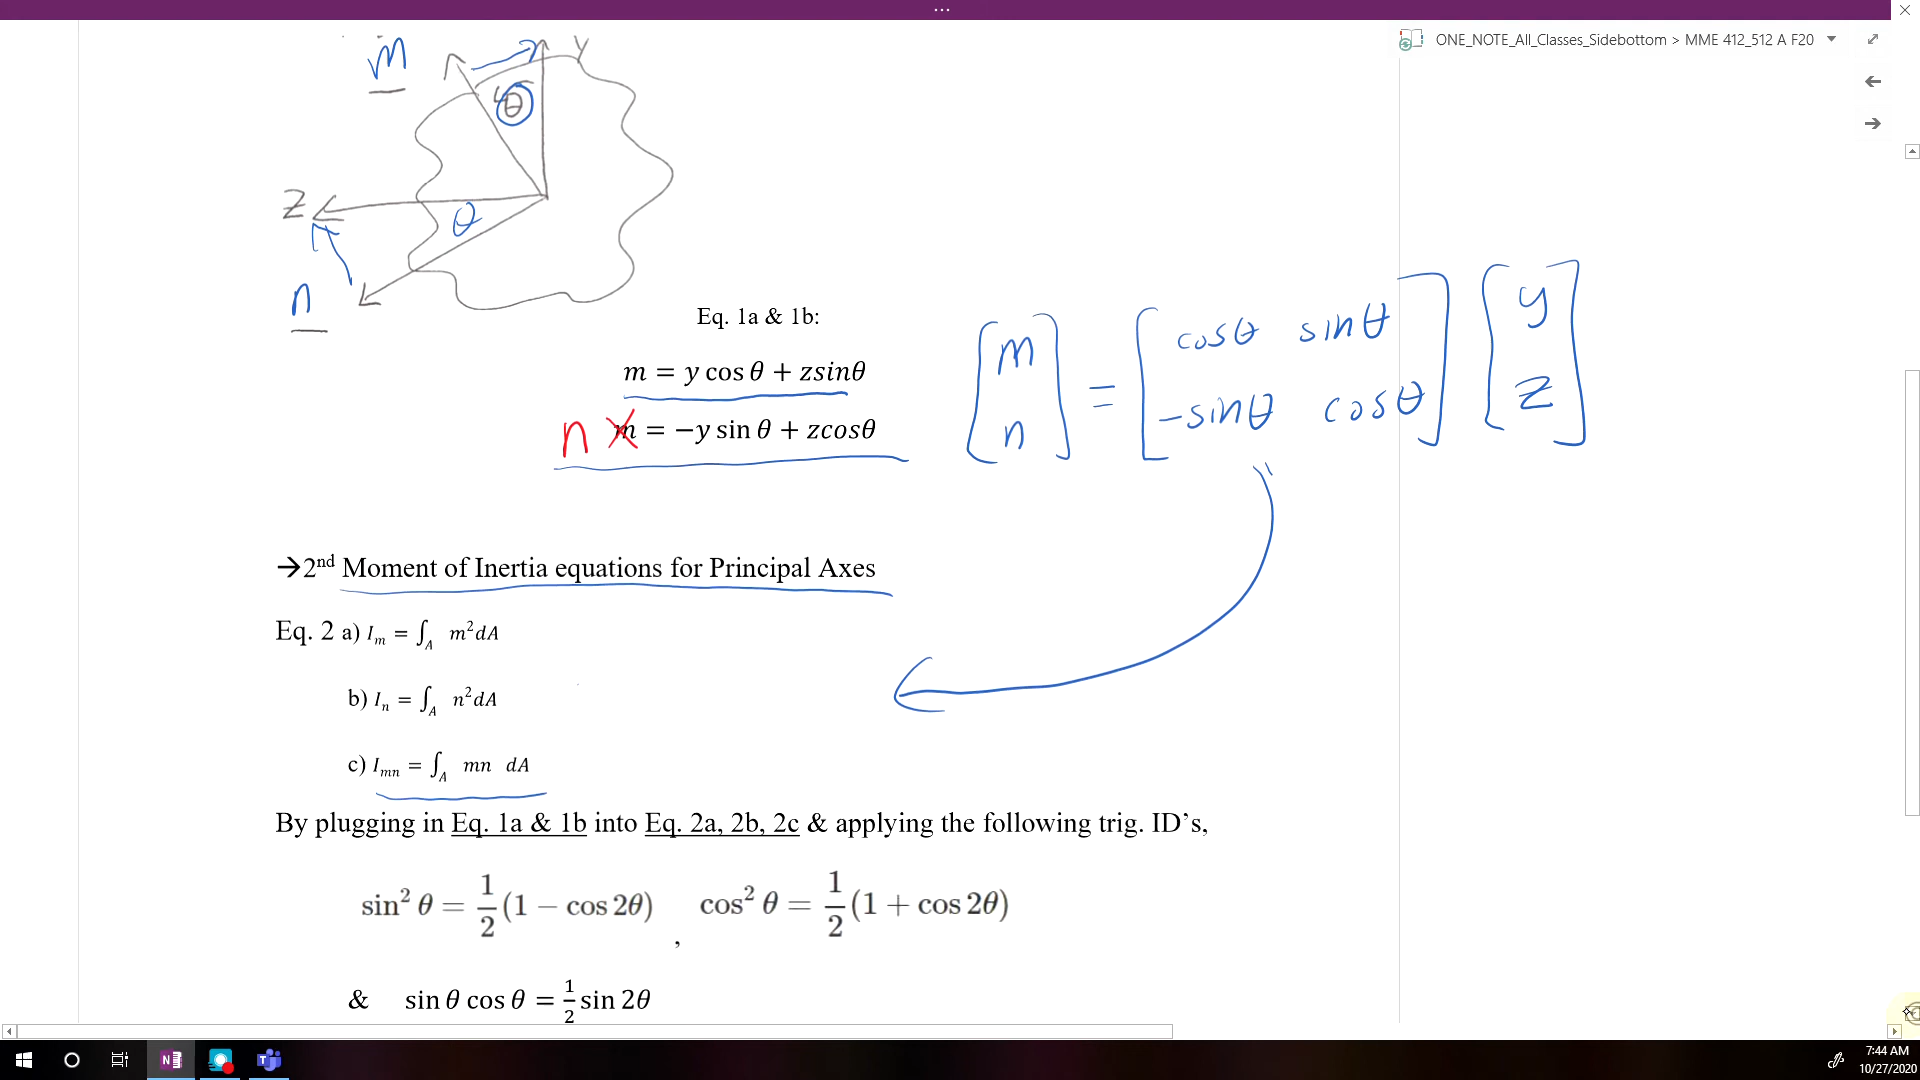 ...
ONE_NOTE_All_Classes_Sidebottom > MME 412_512 A F20
m
y
θ
z
θ
n
Eq. 1a & 1b:
m = y cos θ + zsinθ
n m = −y sin θ + zcosθ
[m n] = [cosθ sinθ -sinθ cosθ] [y z]
→2nd Moment of Inertia equations for Principal Axes
Eq. 2 a) I_m = ∫_A m²dA
b) I_n = ∫_A n²dA
c) I_mn = ∫_A mn dA
By plugging in Eq. 1a & 1b into Eq. 2a, 2b, 2c & applying the following trig. ID’s,
sin² θ = 1/2 (1 − cos 2θ) , cos² θ = 1/2 (1 + cos 2θ)
& sin θ cos θ = 1/2 sin 2θ
7:44 AM
10/27/2020